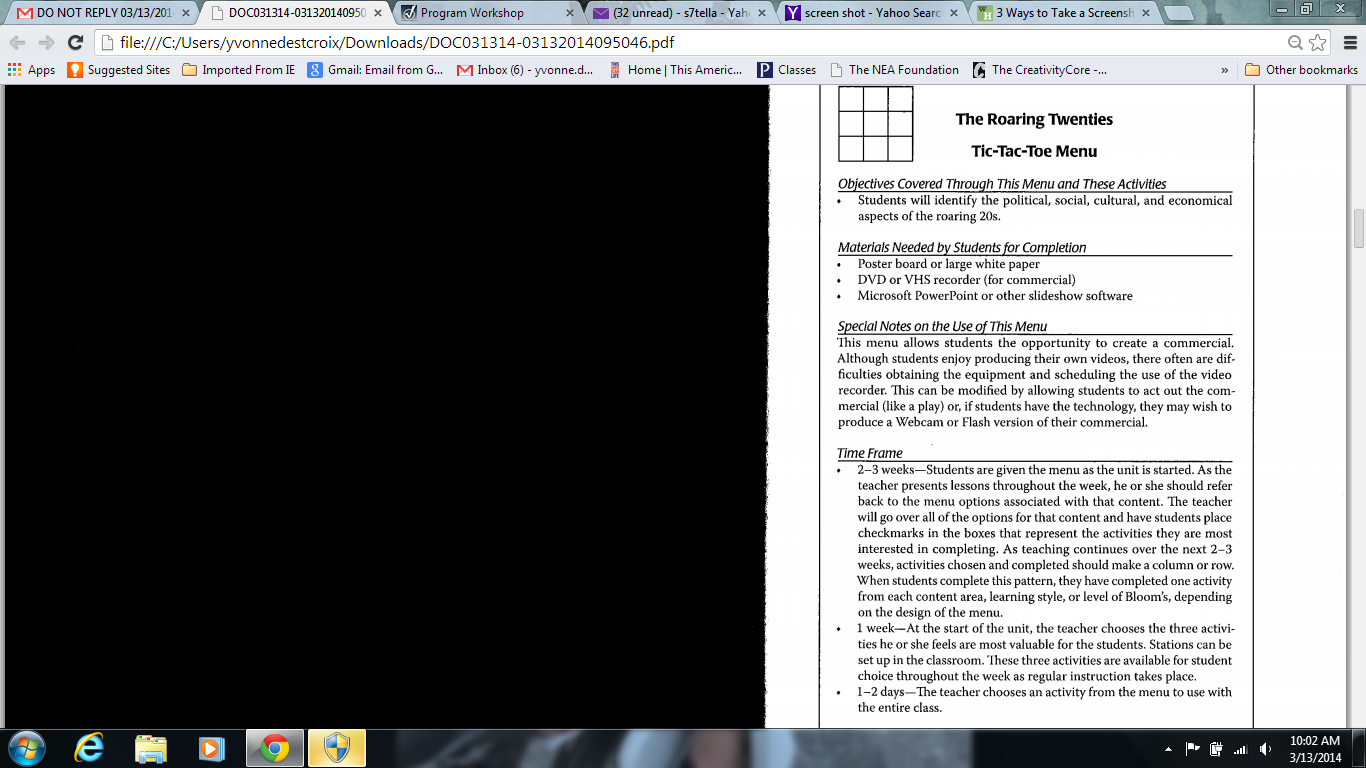 DO NOT REPLY 03/13/201
DOC031314-031320140950
Program Workshop
(32 unread) - s7tella - Yah
screen shot - Yahoo Searc
3 Ways to Take a Screensh
file:///C:/Users/yvonnedestcroix/Downloads/DOC031314-03132014095046.pdf
Apps
Suggested Sites
Imported From IE
Gmail: Email from G...
Inbox (6) - yvonne.d...
Home | This Americ...
Classes
The NEA Foundation
The CreativityCore -...
»
Other bookmarks
The Roaring Twenties
Tic-Tac-Toe Menu
Objectives Covered Through This Menu and These Activities
• Students will identify the political, social, cultural, and economical
aspects of the roaring 20s.
Materials Needed by Students for Completion
• Poster board or large white paper
• DVD or VHS recorder (for commercial)
• Microsoft PowerPoint or other slideshow software
Special Notes on the Use of This Menu
This menu allows students the opportunity to create a commercial.
Although students enjoy producing their own videos, there often are dif-
ficulties obtaining the equipment and scheduling the use of the video
recorder. This can be modified by allowing students to act out the com-
mercial (like a play) or, if students have the technology, they may wish to
produce a Webcam or Flash version of their commercial.
Time Frame
• 2–3 weeks—Students are given the menu as the unit is started. As the
teacher presents lessons throughout the week, he or she should refer
back to the menu options associated with that content. The teacher
will go over all of the options for that content and have students place
checkmarks in the boxes that represent the activities they are most
interested in completing. As teaching continues over the next 2–3
weeks, activities chosen and completed should make a column or row.
When students complete this pattern, they have completed one activity
from each content area, learning style, or level of Bloom's, depending
on the design of the menu.
• 1 week—At the start of the unit, the teacher chooses the three activi-
ties he or she feels are most valuable for the students. Stations can be
set up in the classroom. These three activities are available for student
choice throughout the week as regular instruction takes place.
• 1–2 days—The teacher chooses an activity from the menu to use with
the entire class.
10:02 AM
3/13/2014